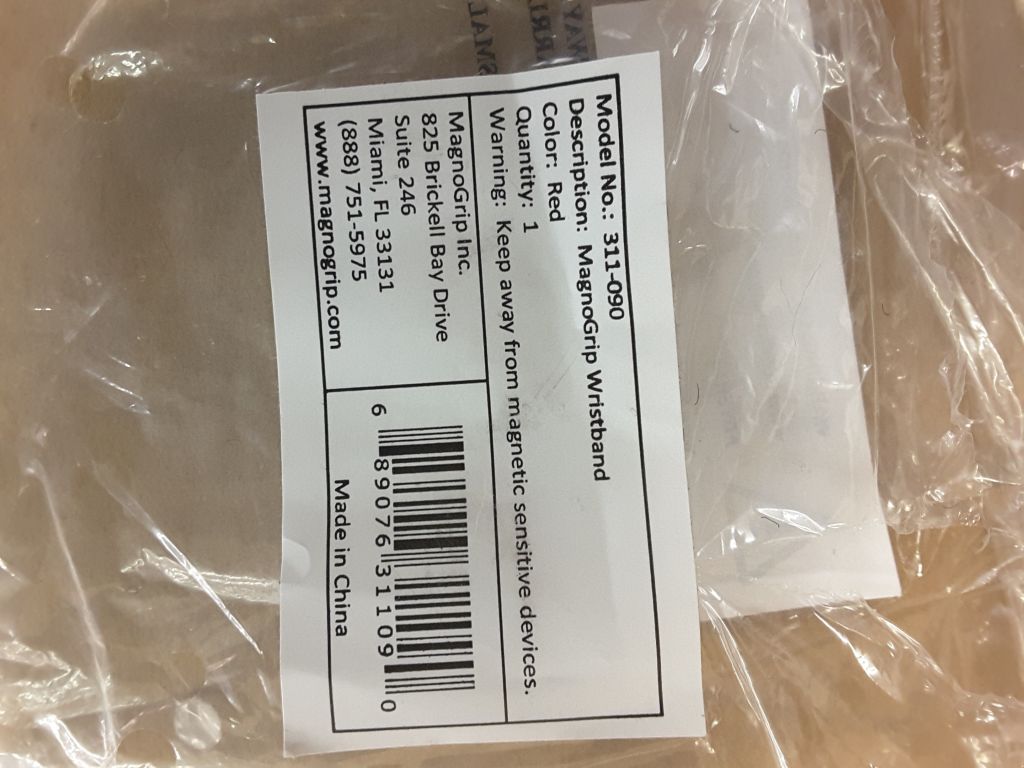 Model No.: 311-090
Description: MagnoGrip Wristband
Color: Red
Quantity: 1
Warning: Keep away from magnetic sensitive devices.
MagnoGrip Inc.
825 Brickell Bay Drive
Suite 246
Miami, FL 33131
(888) 751-5975
www.magnogrip.com
6 89076 31109 0
Made in China